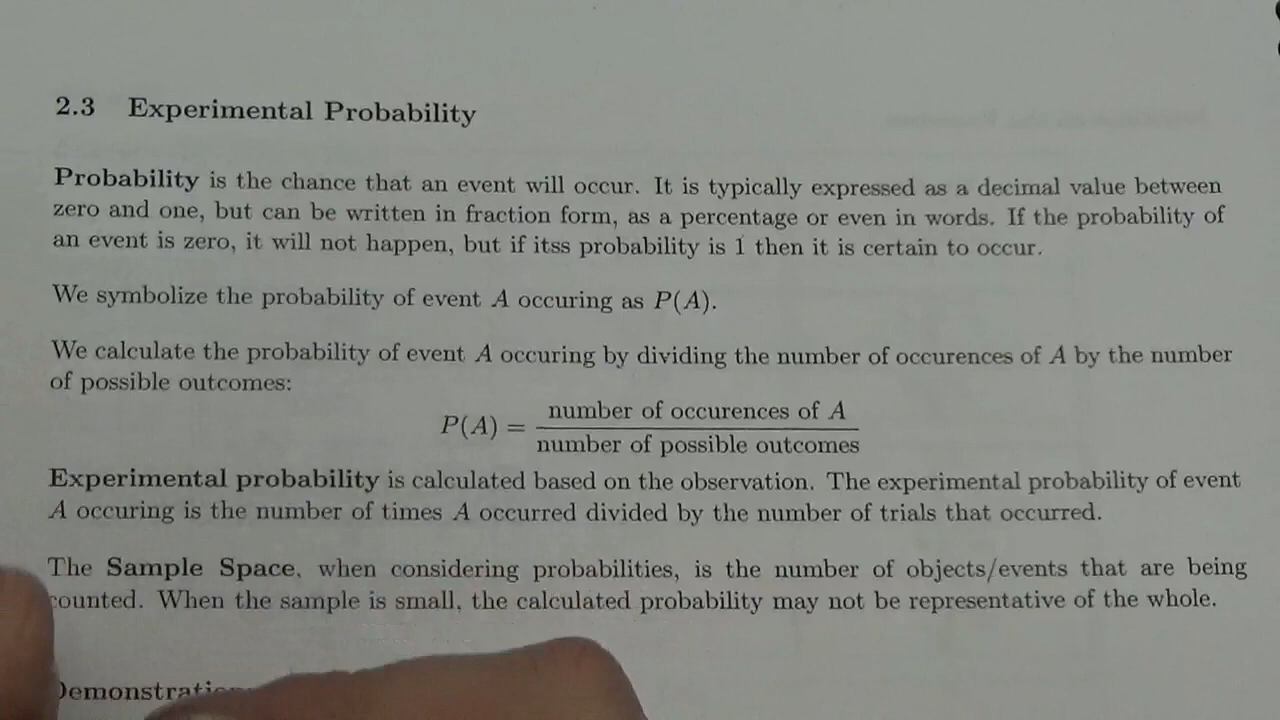 2.3 Experimental Probability
Probability is the chance that an event will occur. It is typically expressed as a decimal value between
zero and one, but can be written in fraction form, as a percentage or even in words. If the probability of
an event is zero, it will not happen, but if itss probability is 1 then it is certain to occur.
We symbolize the probability of event A occuring as P(A).
We calculate the probability of event A occuring by dividing the number of occurences of A by the number
of possible outcomes:
P(A) = number of occurences of A
number of possible outcomes
Experimental probability is calculated based on the observation. The experimental probability of event
A occuring is the number of times A occurred divided by the number of trials that occurred.
The Sample Space, when considering probabilities, is the number of objects/events that are being
counted. When the sample is small, the calculated probability may not be representative of the whole.